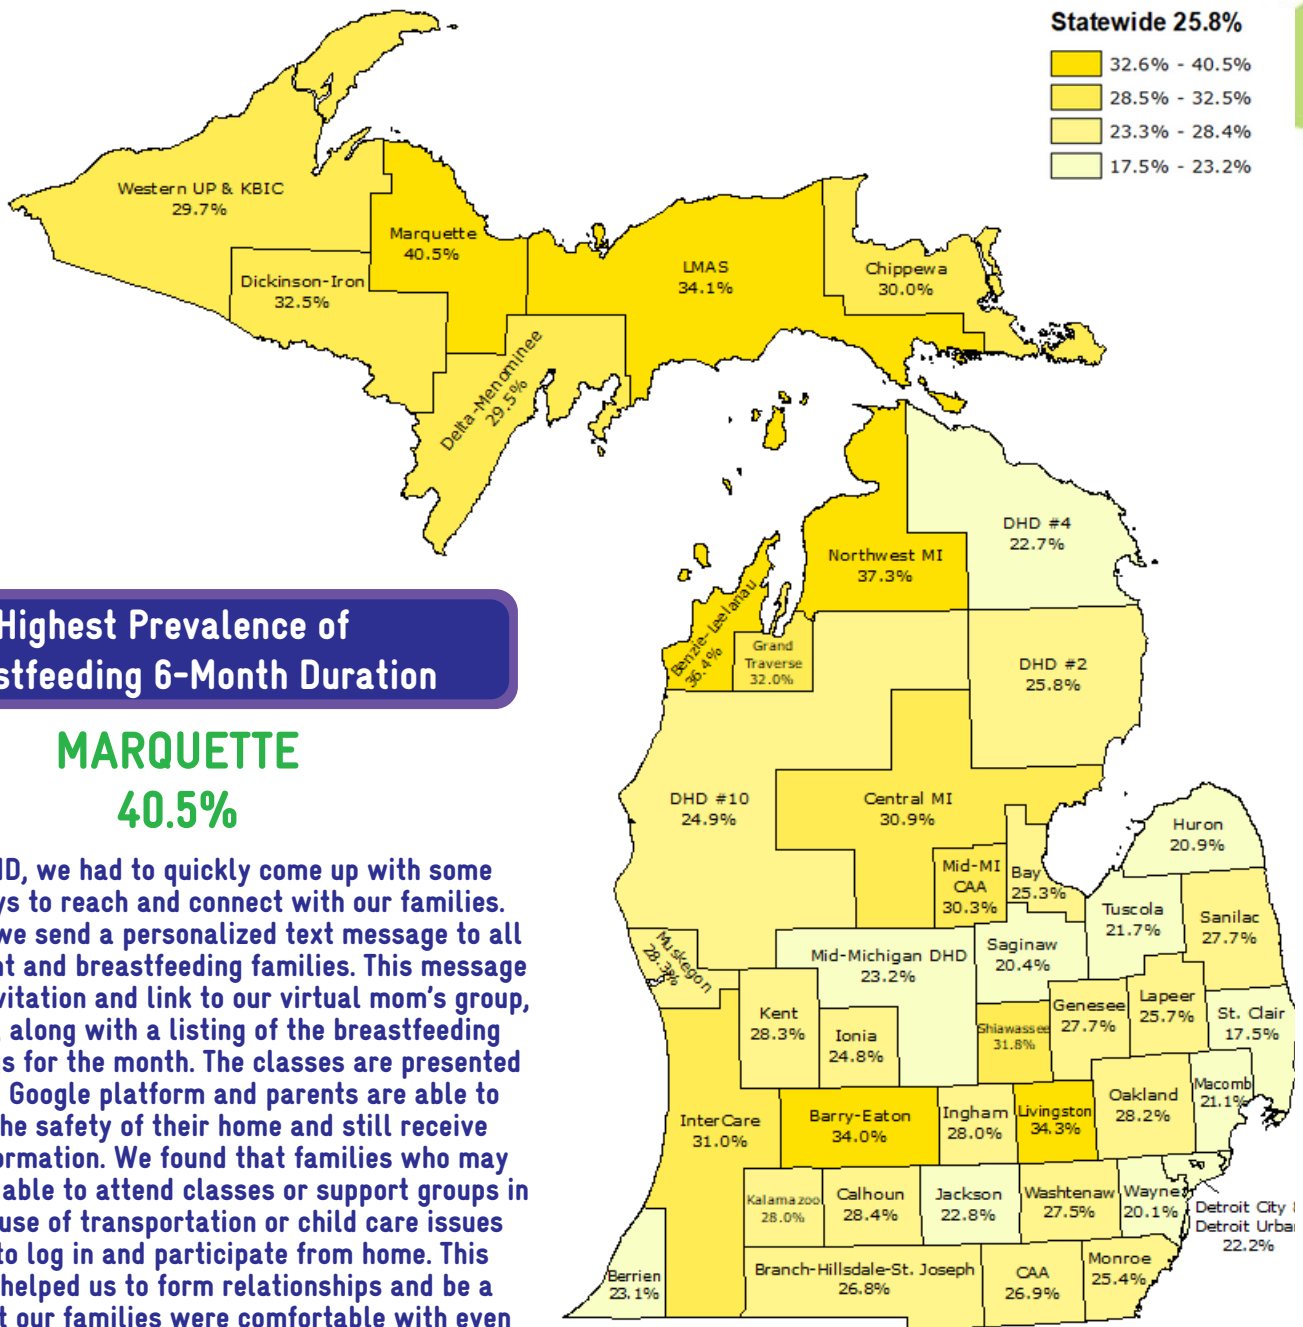 Statewide 25.8%
32.6% - 40.5%
28.5% - 32.5%
23.3% - 28.4%
17.5% - 23.2%
Western UP & KBIC
29.7%
Marquette
40.5%
Dickinson-Iron
32.5%
LMAS
34.1%
Chippewa
30.0%
Delta-Menominee
29.5%
DHD #4
22.7%
Northwest MI
37.3%
Benzie-Leelanau
36.4%
Grand
Traverse
32.0%
DHD #2
25.8%
DHD #10
24.9%
Central MI
30.9%
Mid-MI
CAA
30.3%
Bay
25.3%
Huron
20.9%
Tuscola
21.7%
Sanilac
27.7%
Muskegon
28.3%
Mid-Michigan DHD
23.2%
Saginaw
20.4%
Kent
28.3%
Ionia
24.8%
Shiawassee
31.8%
Genesee
27.7%
Lapeer
25.7%
St. Clair
17.5%
InterCare
31.0%
Barry-Eaton
34.0%
Ingham
28.0%
Livingston
34.3%
Oakland
28.2%
Macomb
21.1%
Kalamazoo
28.0%
Calhoun
28.4%
Jackson
22.8%
Washtenaw
27.5%
Wayne
20.1%
Detroit City
Detroit Urba
22.2%
Berrien
23.1%
Branch-Hillsdale-St. Joseph
26.8%
CAA
26.9%
Monroe
25.4%
Highest Prevalence of
stfeeding 6-Month Duration
MARQUETTE
40.5%
D, we had to quickly come up with some
ys to reach and connect with our families.
we send a personalized text message to all
t and breastfeeding families. This message
vitation and link to our virtual mom's group,
along with a listing of the breastfeeding
s for the month. The classes are presented
Google platform and parents are able to
he safety of their home and still receive
ormation. We found that families who may
able to attend classes or support groups in
use of transportation or child care issues
to log in and participate from home. This
helped us to form relationships and be a
t our families were comfortable with even